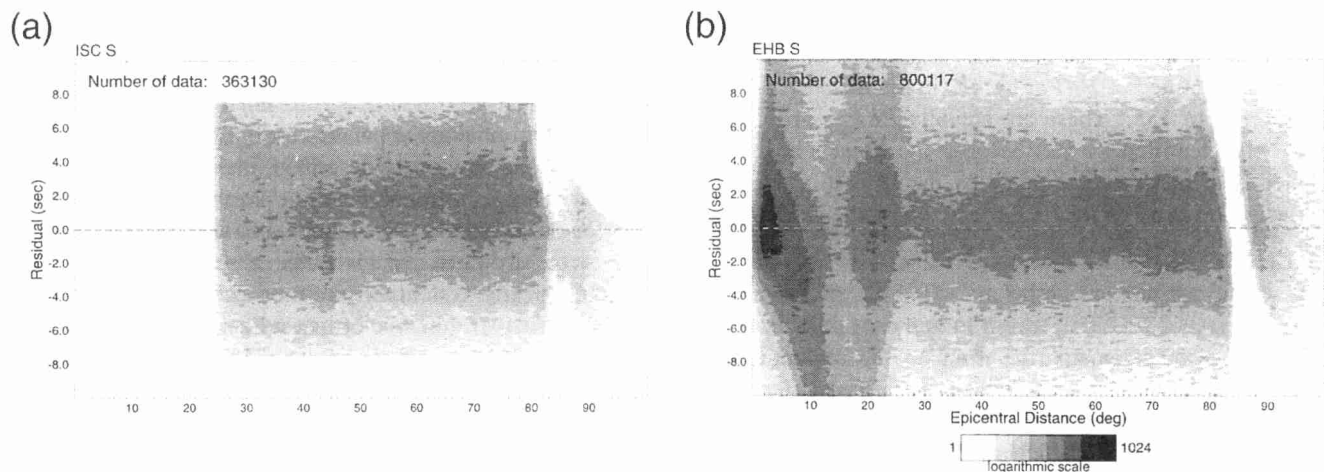 (a)
ISC S
Number of data: 363130
8.0
6.0
4.0
2.0
0.0
-2.0
-4.0
-6.0
-8.0
Residual (sec)
10 20 30 40 50 60 70 80 90
(b)
EHB S
Number of data: 800117
8.0
6.0
4.0
2.0
0.0
-2.0
-4.0
-6.0
-8.0
Residual (sec)
10 20 30 40 50 60 70 80 90
Epicentral Distance (deg)
1 1024
logarithmic scale